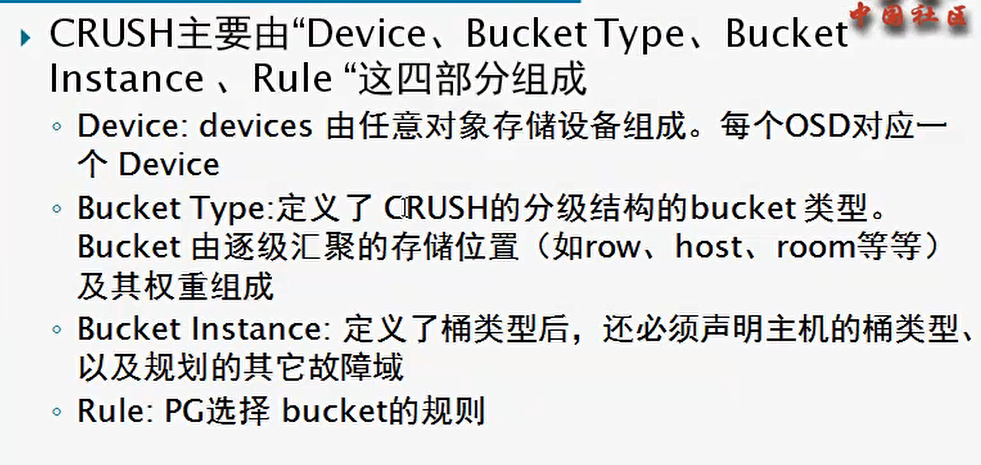 中国社区
CRUSH主要由“Device、Bucket Type、Bucket
Instance 、Rule “这四部分组成
Device: devices 由任意对象存储设备组成。每个OSD对应一
个 Device
Bucket Type:定义了 CRUSH的分级结构的bucket 类型。
Bucket 由逐级汇聚的存储位置（如row、host、room等等）
及其权重组成
Bucket Instance: 定义了桶类型后，还必须声明主机的桶类型、
以及规划的其它故障域
Rule: PG选择 bucket的规则